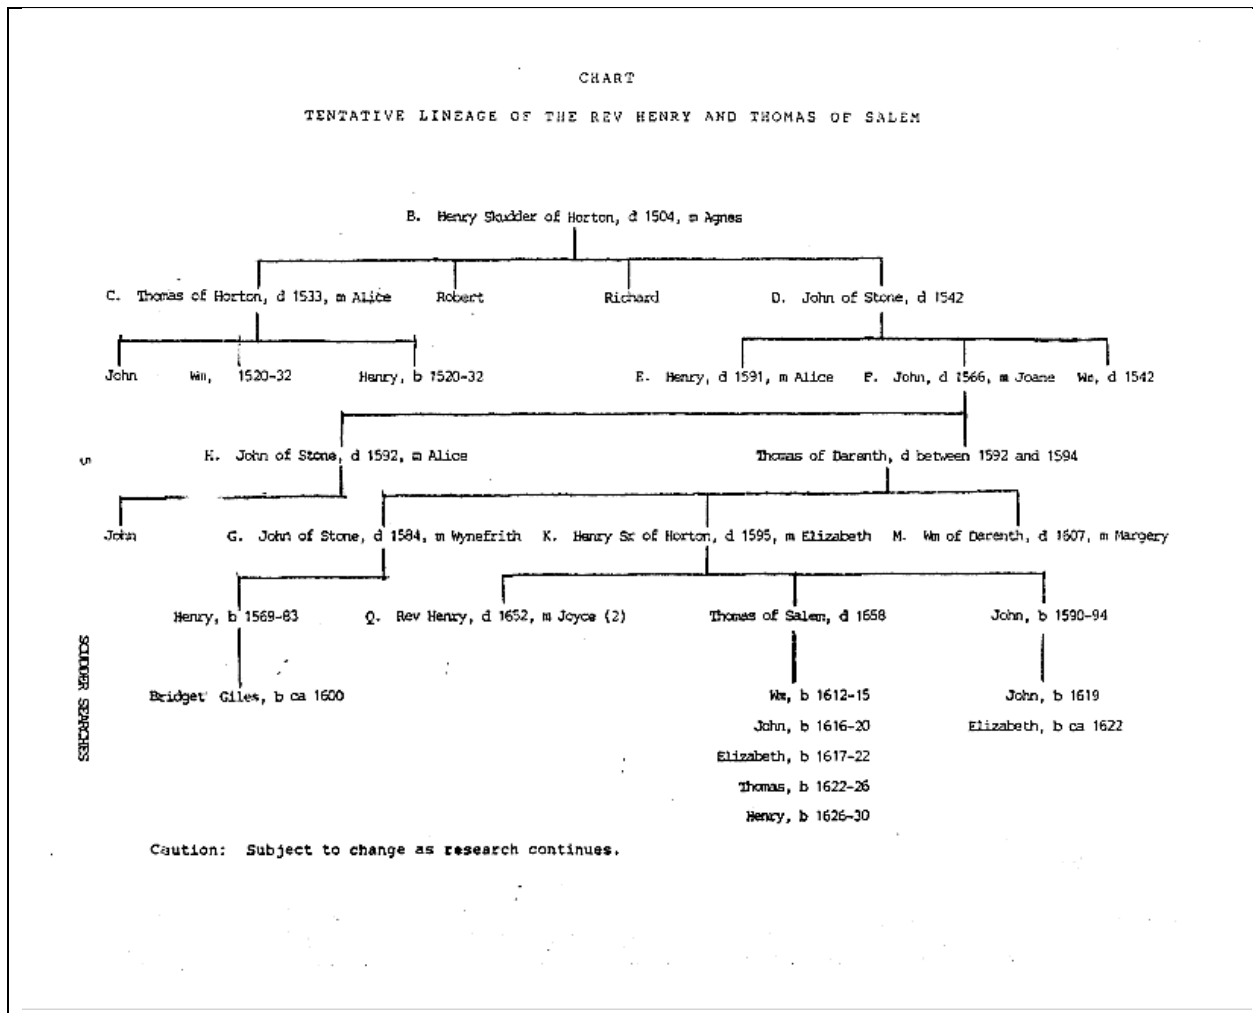 CHART
TENTATIVE LINEAGE OF THE REV HENRY AND THOMAS OF SALEM
B. Henry Skudder of Horton, d 1504, m Agnes
C. Thomas of Horton, d 1533, m Alice Robert Richard D. John of Stone, d 1542
John Wm, 1520-32 Henry, b 1520-32 E. Henry, d 1591, m Alice F. John, d 1566, m Joane Wm, d 1542
5 H. John of Stone, d 1592, m Alice Thomas of Darenth, d between 1592 and 1594
John G. John of Stone, d 1584, m Wynefrith K. Henry Sr of Horton, d 1595, m Elizabeth M. Wm of Darenth, d 1607, m Margery
Henry, b 1569-83 Q. Rev Henry, d 1652, m Joyce (2) Thomas of Salem, d 1658 John, b 1590-94
SCUDDER SEARCHES
Bridget Giles, b ca 1600 Wm, b 1612-15 John, b 1619
John, b 1616-20 Elizabeth, b ca 1622
Elizabeth, b 1617-22
Thomas, b 1622-26
Henry, b 1626-30
Caution: Subject to change as research continues.